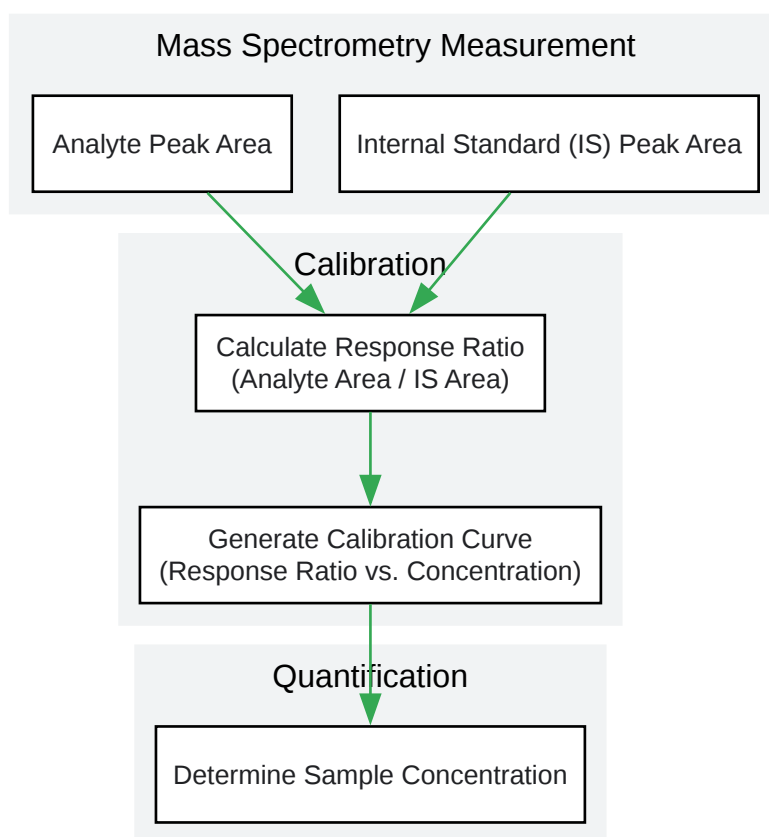 Mass Spectrometry Measurement
Analyte Peak Area
Internal Standard (IS) Peak Area
Calibration
Calculate Response Ratio
(Analyte Area / IS Area)
Generate Calibration Curve
(Response Ratio vs. Concentration)
Quantification
Determine Sample Concentration